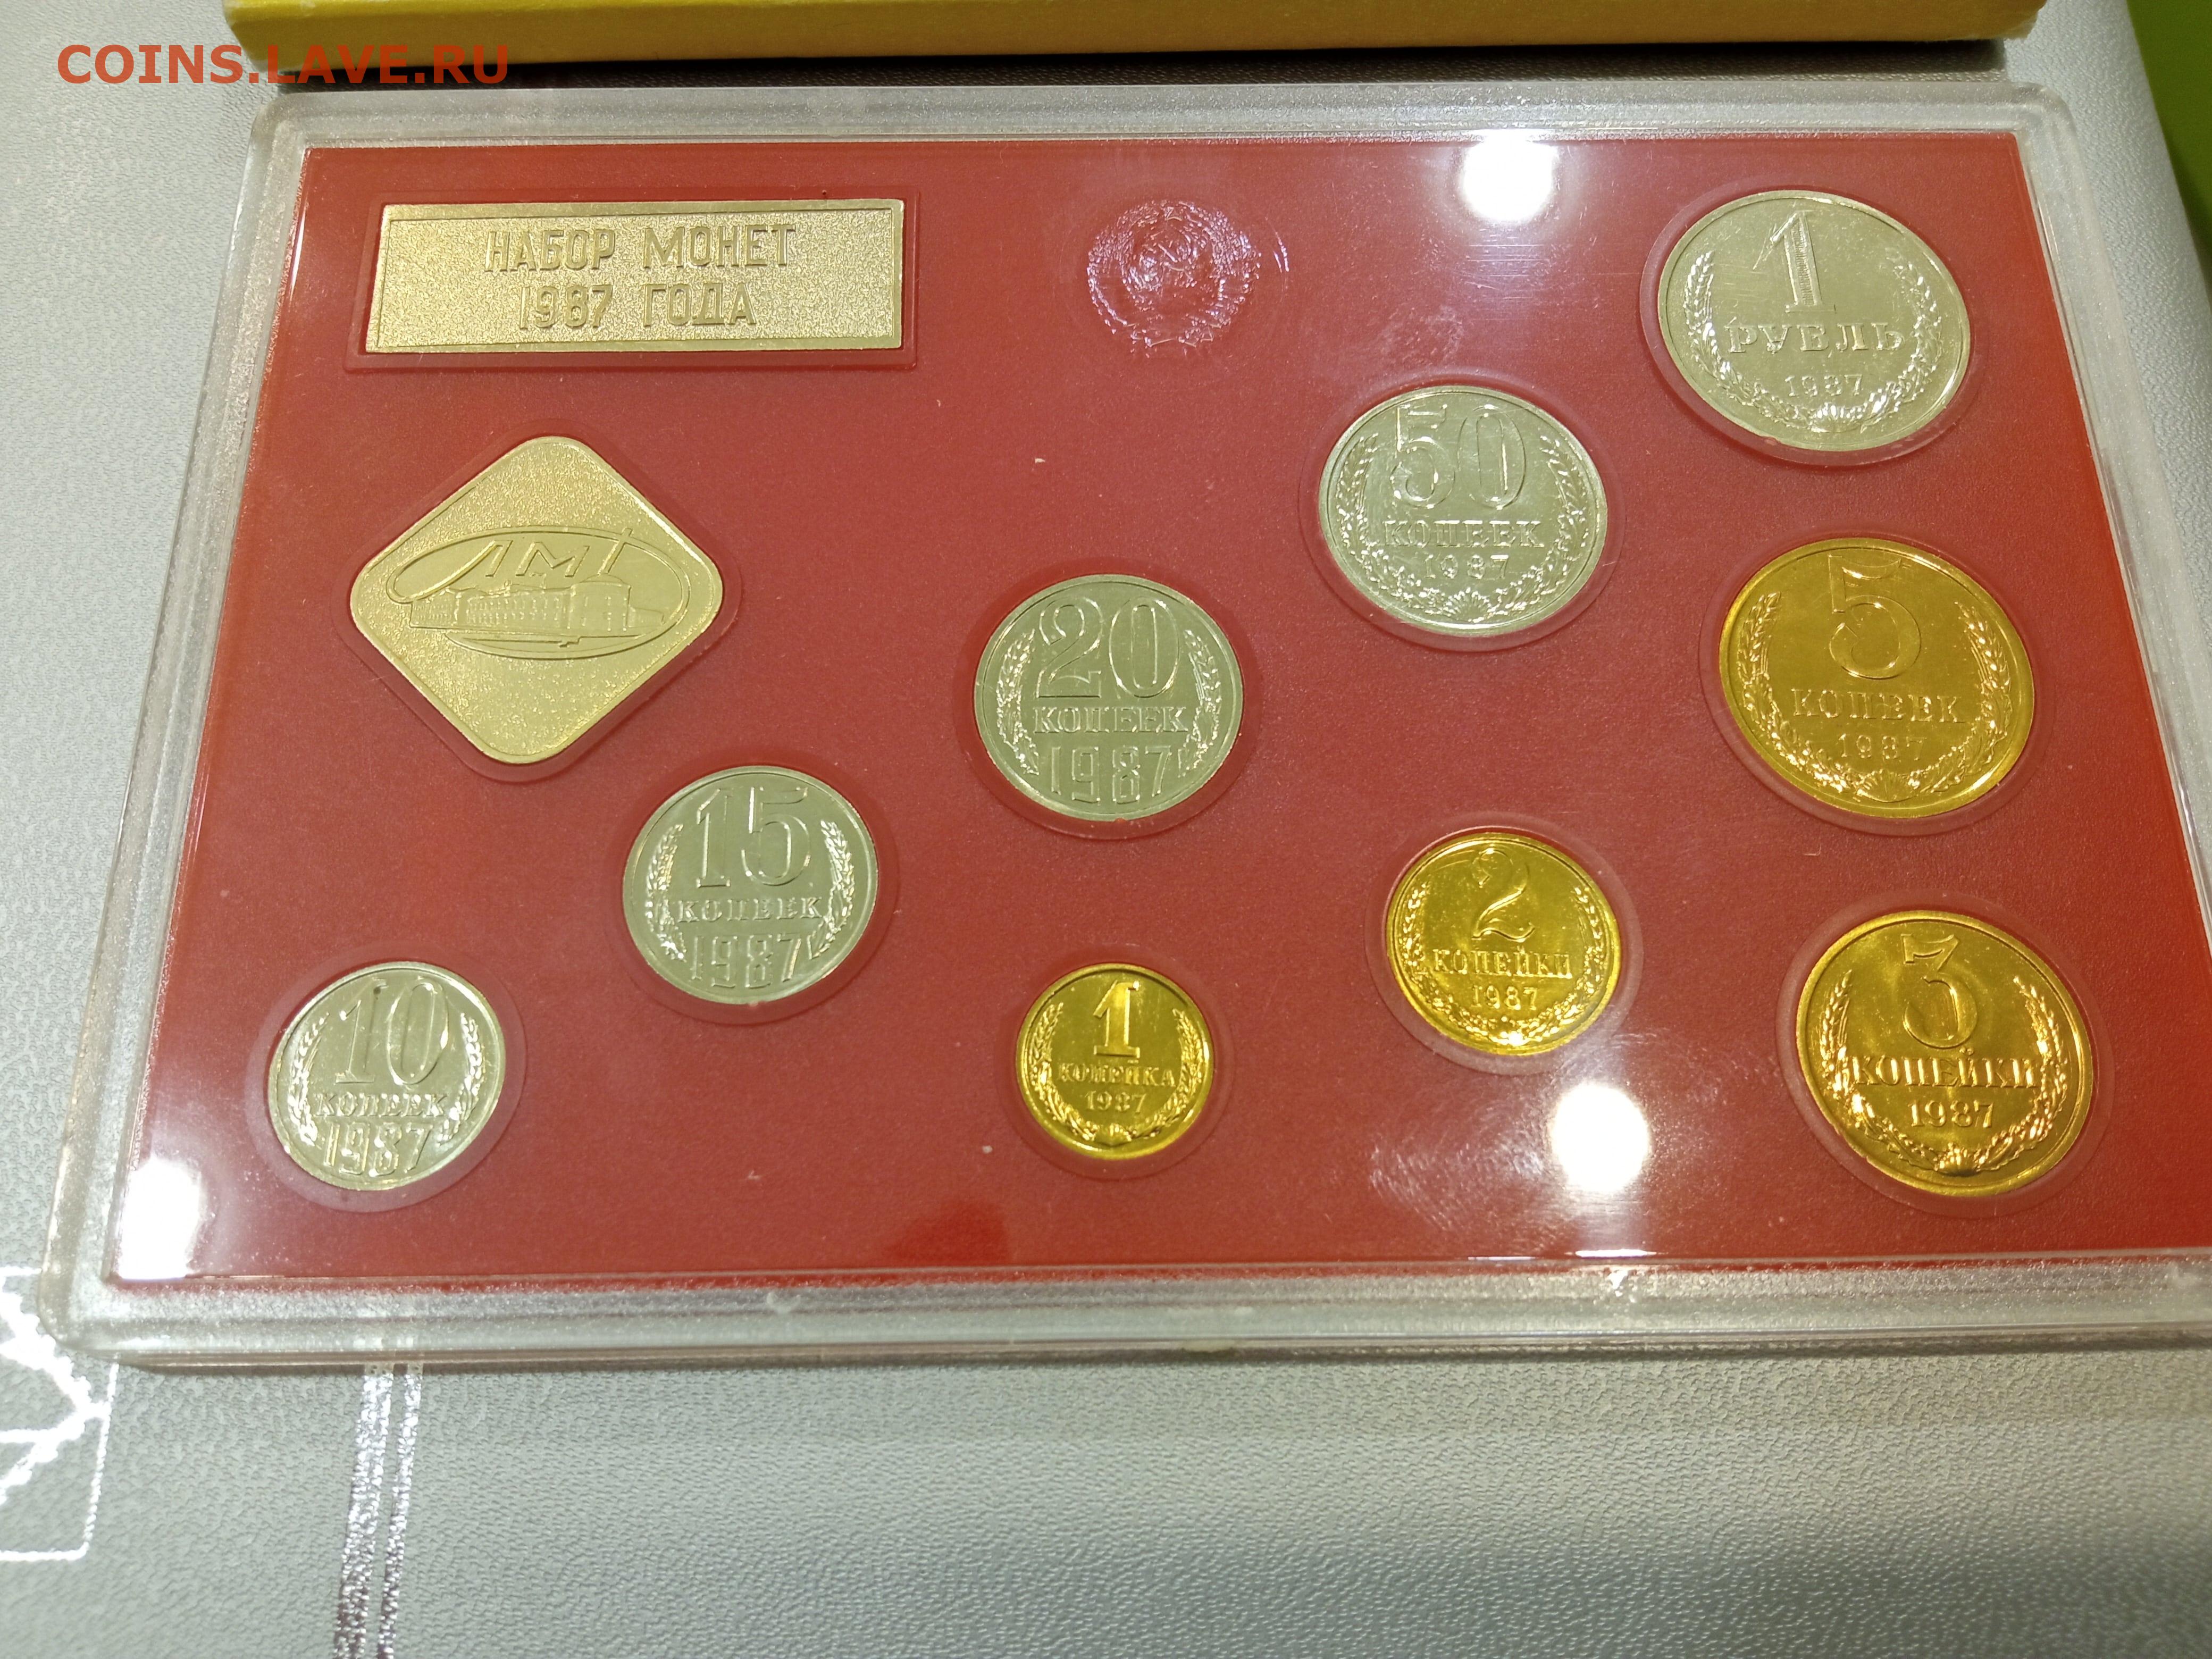 COINS.LAVE.RU
НАБОР МОНЕТ
1987 ГОДА
1
РУБЛЬ
1987
50
КОПЕЕК
1987
ЛМД
20
КОПЕЕК
1987
5
КОПЕЕК
1987
15
КОПЕЕК
1987
2
КОПЕЙКИ
1987
3
КОПЕЙКИ
1987
10
КОПЕЕК
1987
1
КОПЕЙКА
1987